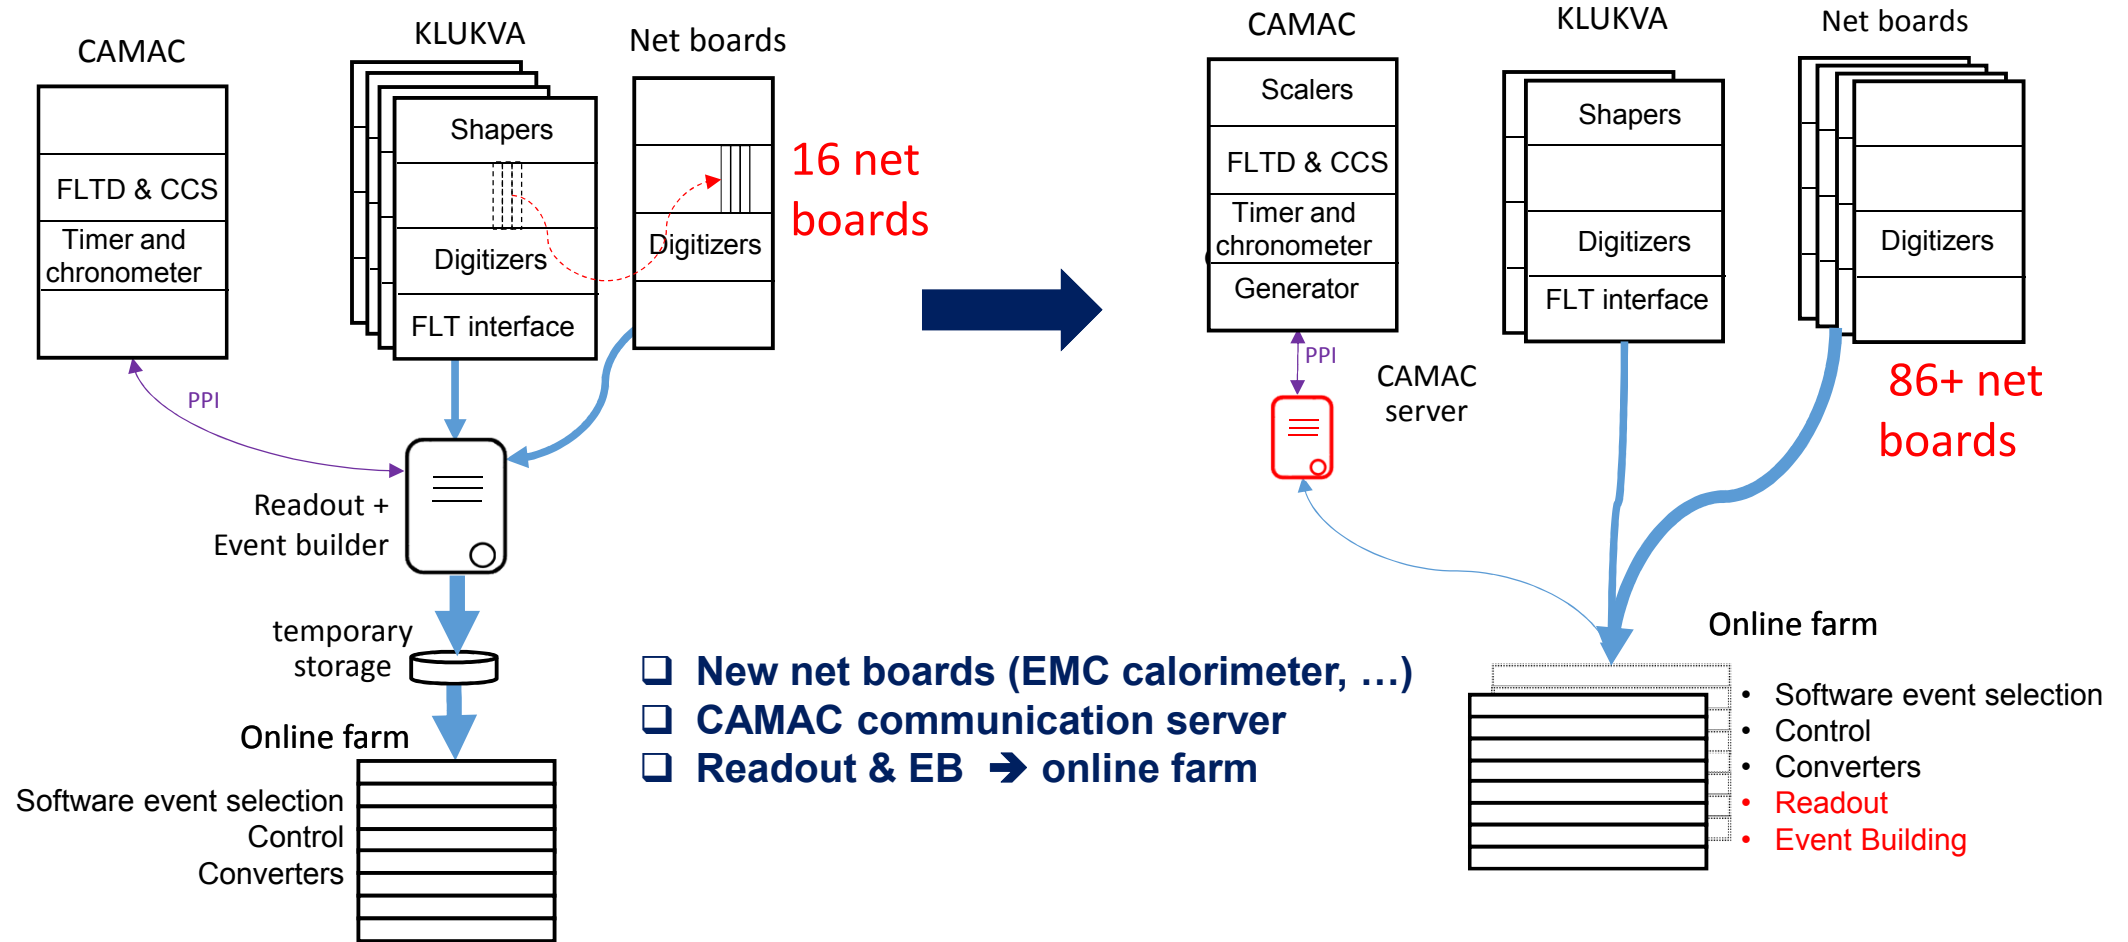 CAMAC
FLTD & CCS
Timer and
chronometer
KLUKVA
Shapers
Digitizers
FLT interface
Net boards
Digitizers
16 net
boards
PPI
Readout +
Event builder
temporary
storage
Online farm
Software event selection
Control
Converters
❑ New net boards (EMC calorimeter, …)
❑ CAMAC communication server
❑ Readout & EB ➔ online farm
CAMAC
Scalers
FLTD & CCS
Timer and
chronometer
Generator
PPI
CAMAC
server
KLUKVA
Shapers
Digitizers
FLT interface
Net boards
Digitizers
86+ net
boards
Online farm
• Software event selection
• Control
• Converters
• Readout
• Event Building